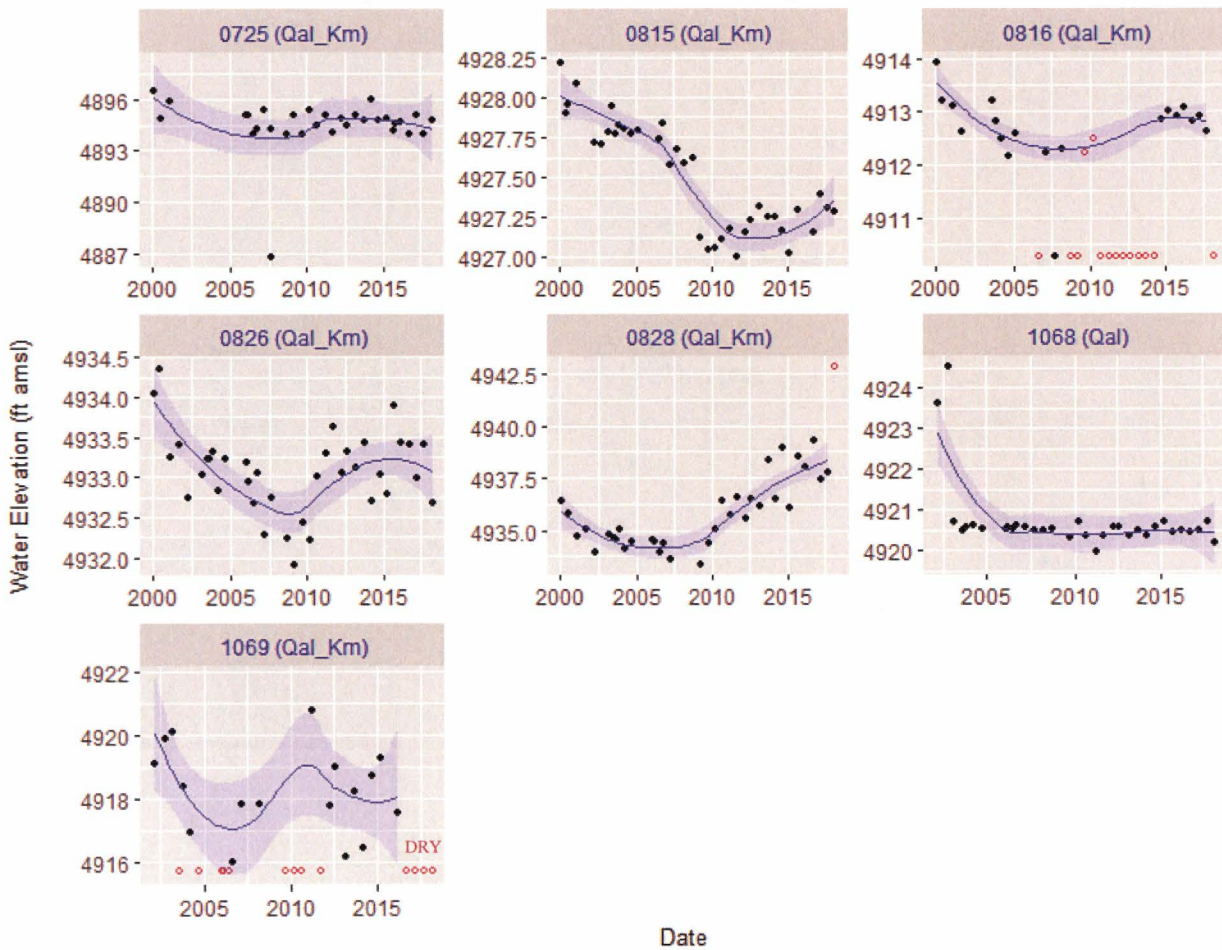 0725 (Qal_Km)
4896
4893
4890
4887
2000 2005 2010 2015
0815 (Qal_Km)
4928.25
4928.00
4927.75
4927.50
4927.25
4927.00
2000 2005 2010 2015
0816 (Qal_Km)
4914
4913
4912
4911
2000 2005 2010 2015
Water Elevation (ft amsl)
0826 (Qal_Km)
4934.5
4934.0
4933.5
4933.0
4932.5
4932.0
2000 2005 2010 2015
0828 (Qal_Km)
4942.5
4940.0
4937.5
4935.0
2000 2005 2010 2015
1068 (Qal)
4924
4923
4922
4921
4920
2005 2010 2015
1069 (Qal_Km)
4922
4920
4918
4916
DRY
2005 2010 2015
Date